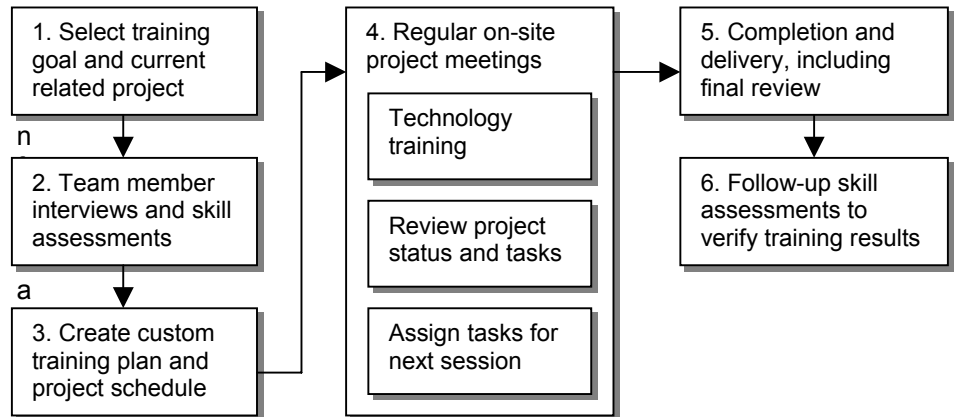 1. Select training
goal and current
related project
n
2. Team member
interviews and skill
assessments
a
3. Create custom
training plan and
project schedule
4. Regular on-site
project meetings
Technology
training
Review project
status and tasks
Assign tasks for
next session
5. Completion and
delivery, including
final review
6. Follow-up skill
assessments to
verify training results